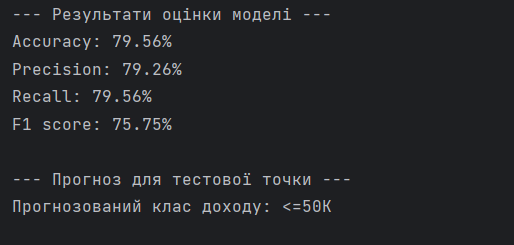 --- Результати оцінки моделі ---
Accuracy: 79.56%
Precision: 79.26%
Recall: 79.56%
F1 score: 75.75%
--- Прогноз для тестової точки ---
Прогнозований клас доходу: <=50K